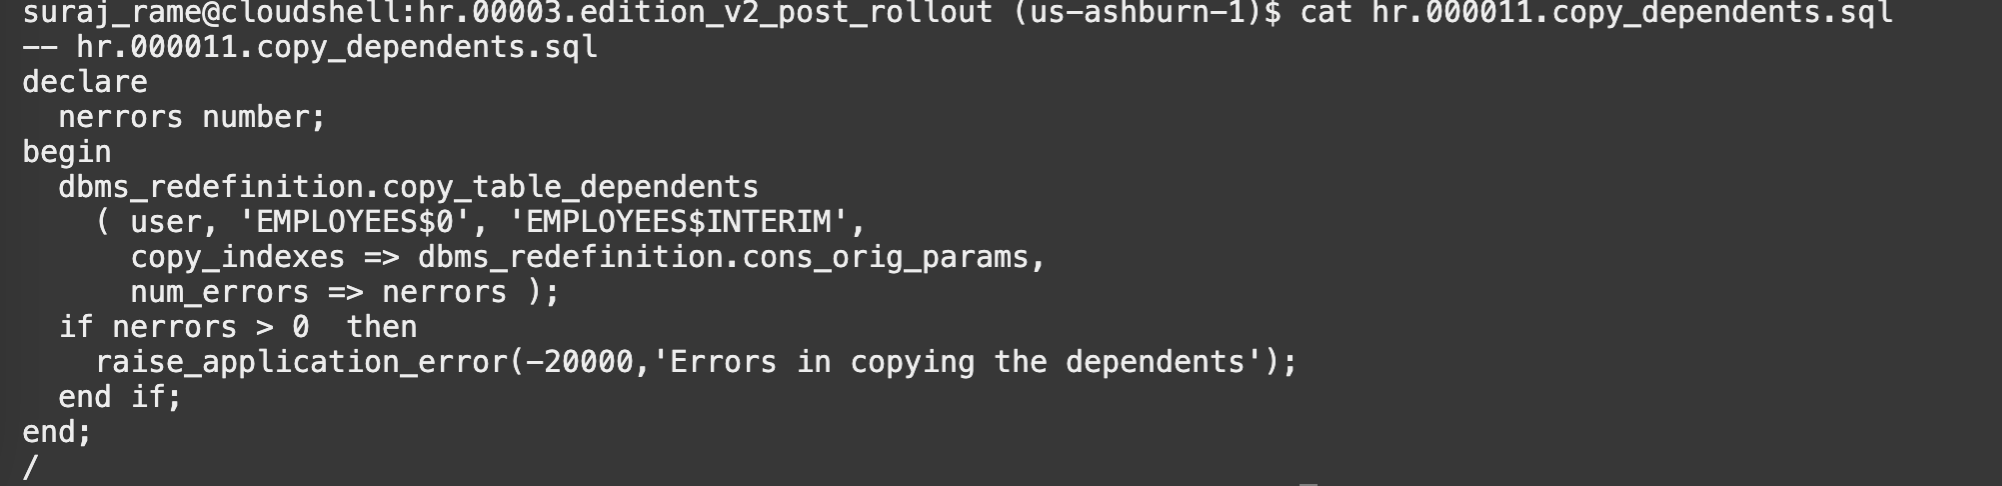 suraj_rame@cloudshell:hr.00003.edition_v2_post_rollout (us-ashburn-1)$ cat hr.000011.copy_dependents.sql
-- hr.000011.copy_dependents.sql
declare
  nerrors number;
begin
  dbms_redefinition.copy_table_dependents
    ( user, 'EMPLOYEES$0', 'EMPLOYEES$INTERIM',
      copy_indexes => dbms_redefinition.cons_orig_params,
      num_errors => nerrors );
  if nerrors > 0  then
    raise_application_error(-20000,'Errors in copying the dependents');
  end if;
end;
/